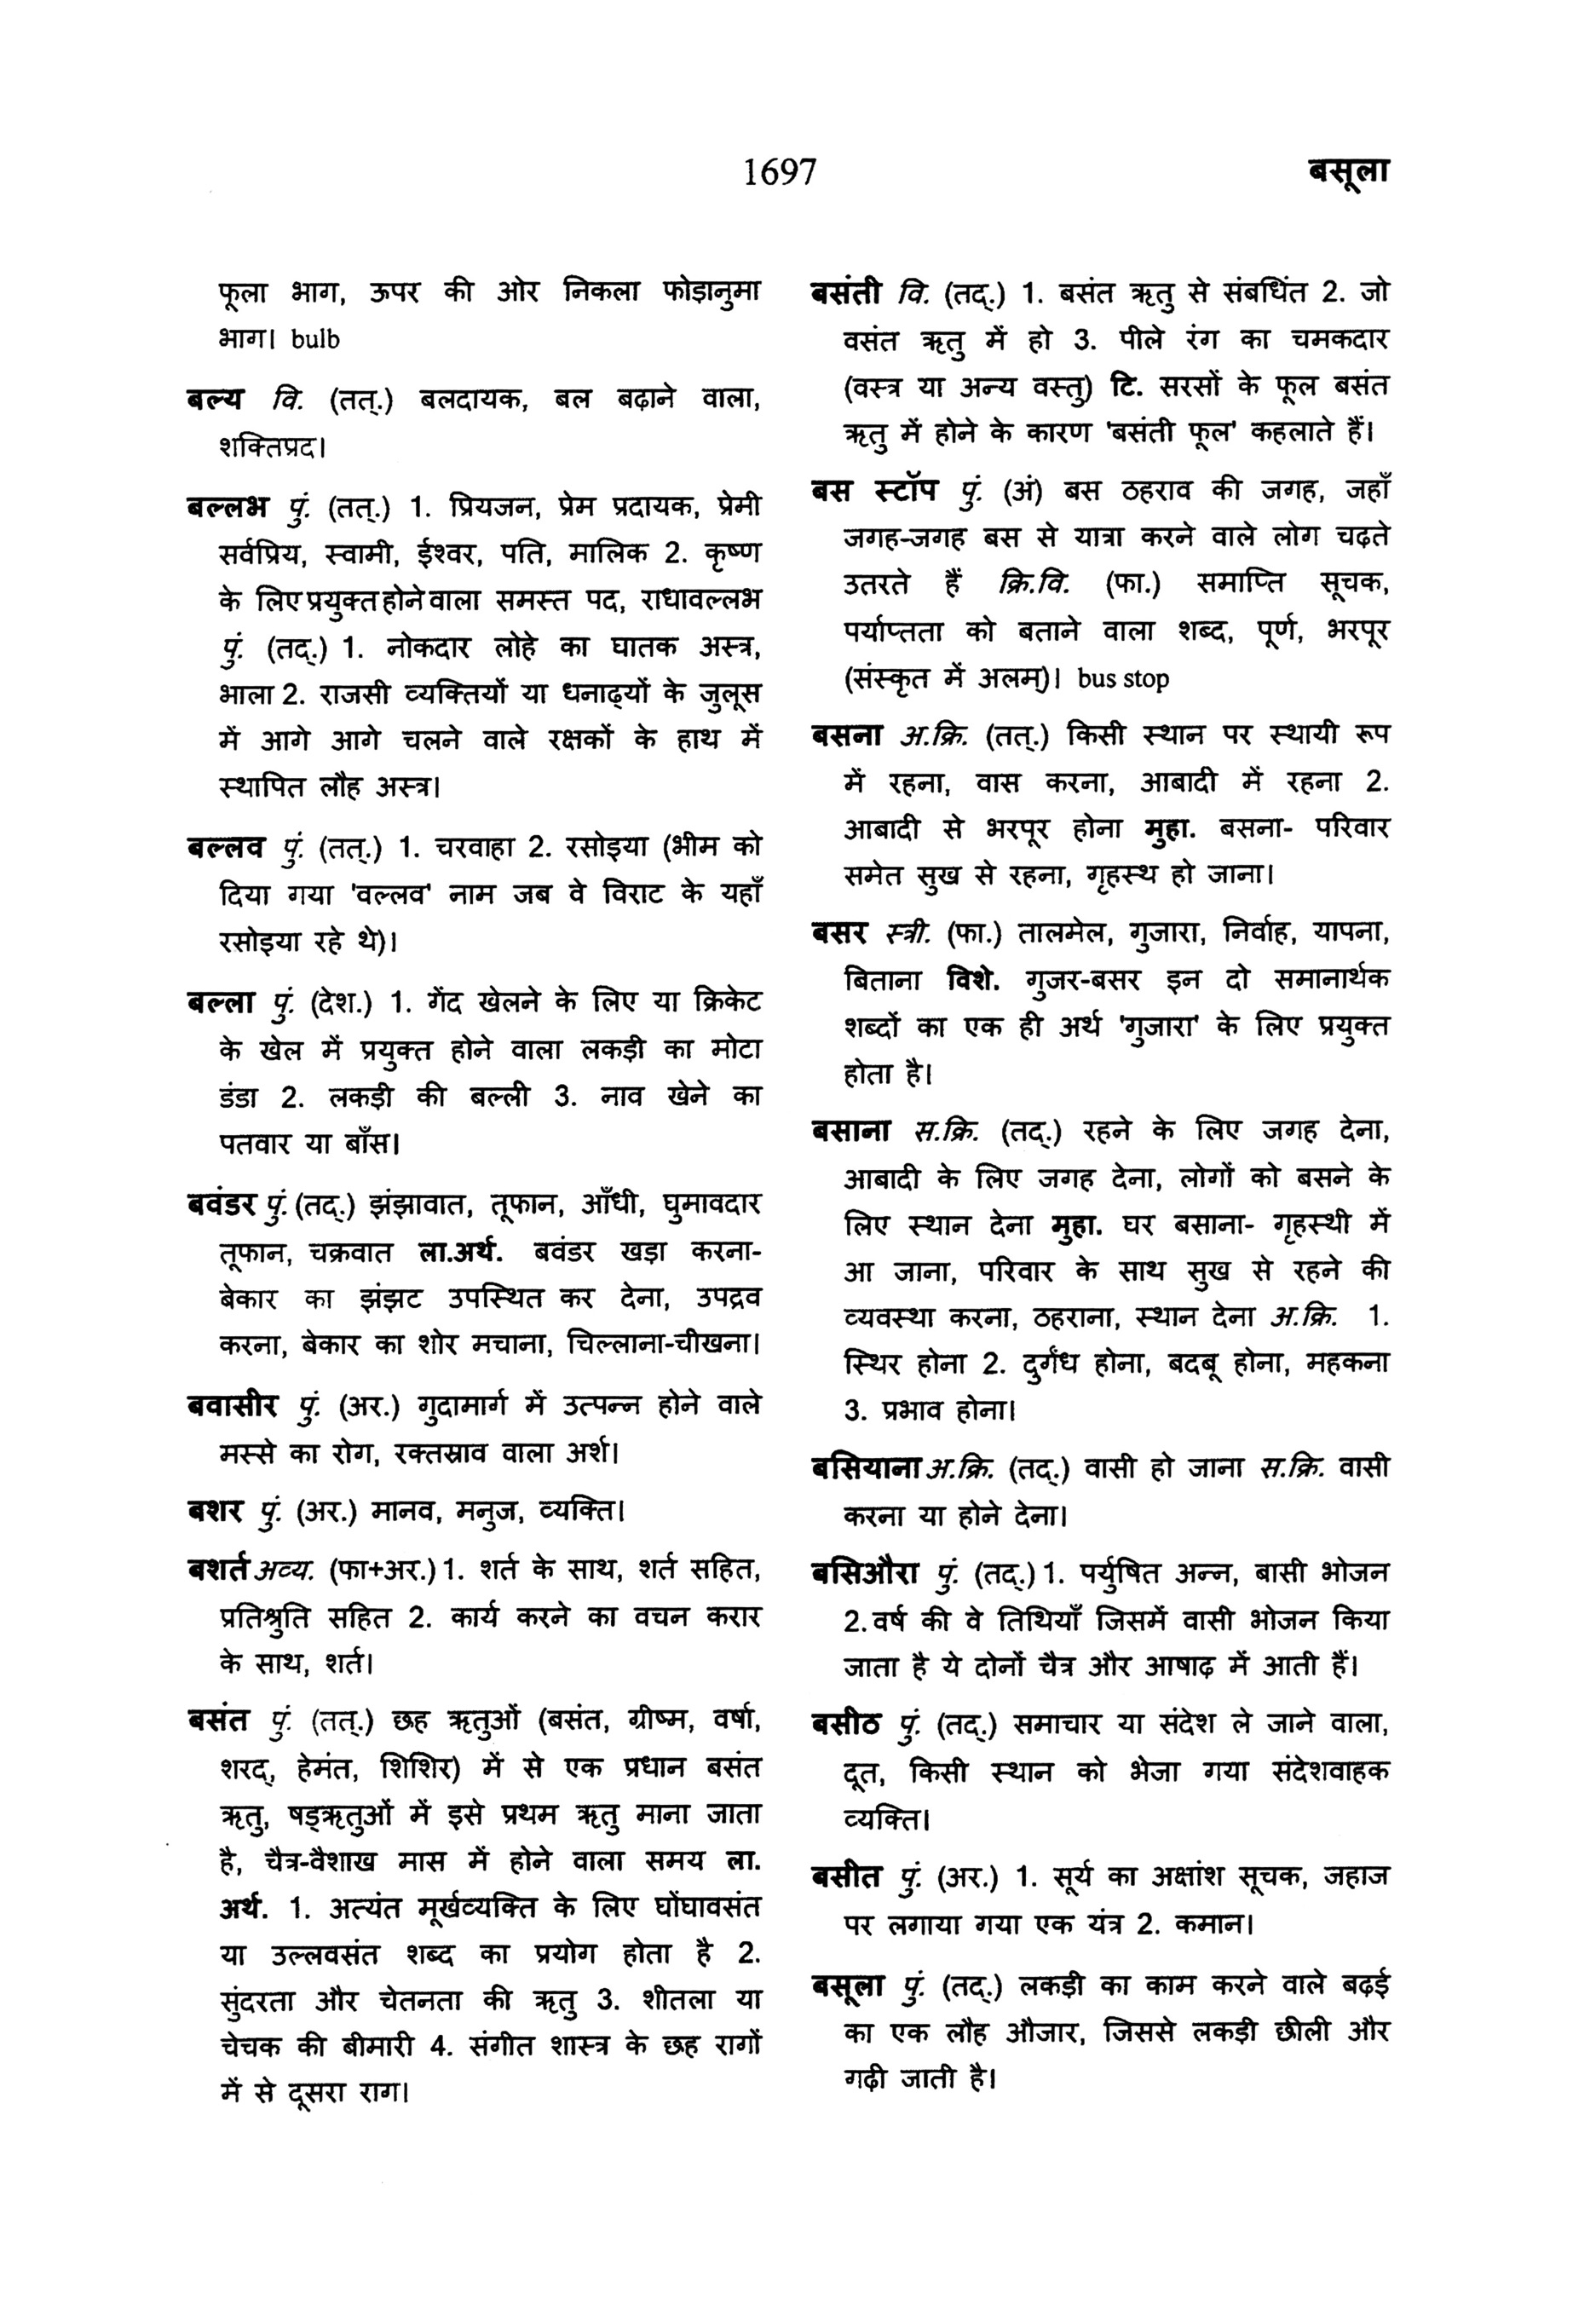 1697
बसूला
फूला भाग, ऊपर की ओर निकला फोड़ानुमा
भाग। bulb
बल्य वि. (तत्.) बलदायक, बल बढ़ाने वाला,
शक्तिप्रद।
बल्लभ पुं. (तत्.) 1. प्रियजन, प्रेम प्रदायक, प्रेमी
सर्वप्रिय, स्वामी, ईश्वर, पति, मालिक 2. कृष्ण
के लिए प्रयुक्त होने वाला समस्त पद, राधावल्लभ
पुं. (तद्.) 1. नोकदार लोहे का घातक अस्त्र,
भाला 2. राजसी व्यक्तियों या धनाढ्यों के जुलूस
में आगे आगे चलने वाले रक्षकों के हाथ में
स्थापित लौह अस्त्र।
बल्लव पुं. (तत्.) 1. चरवाहा 2. रसोइया (भीम को
दिया गया 'वल्लव' नाम जब वे विराट के यहाँ
रसोइया रहे थे)।
बल्ला पुं. (देश.) 1. गेंद खेलने के लिए या क्रिकेट
के खेल में प्रयुक्त होने वाला लकड़ी का मोटा
डंडा 2. लकड़ी की बल्ली 3. नाव खेने का
पतवार या बाँस।
बवंडर पुं. (तद्.) झंझावात, तूफान, आँधी, घुमावदार
तूफान, चक्रवात ला.अर्थ. बवंडर खड़ा करना-
बेकार का झंझट उपस्थित कर देना, उपद्रव
करना, बेकार का शोर मचाना, चिल्लाना-चीखना।
बवासीर पुं. (अर.) गुदामार्ग में उत्पन्न होने वाले
मस्से का रोग, रक्तस्राव वाला अर्श।
बशर पुं. (अर.) मानव, मनुज, व्यक्ति।
बशर्त अव्य. (फा+अर.) 1. शर्त के साथ, शर्त सहित,
प्रतिश्रुति सहित 2. कार्य करने का वचन करार
के साथ, शर्त।
बसंत पुं. (तत्.) छह ऋतुओं (बसंत, ग्रीष्म, वर्षा,
शरद्, हेमंत, शिशिर) में से एक प्रधान बसंत
ऋतु, षड्ऋतुओं में इसे प्रथम ऋतु माना जाता
है, चैत्र-वैशाख मास में होने वाला समय ला.
अर्थ. 1. अत्यंत मूर्खव्यक्ति के लिए घोंघावसंत
या उल्लवसंत शब्द का प्रयोग होता है 2.
सुंदरता और चेतनता की ऋतु 3. शीतला या
चेचक की बीमारी 4. संगीत शास्त्र के छह रागों
में से दूसरा राग।
बसंती वि. (तद्.) 1. बसंत ऋतु से संबधिंत 2. जो
वसंत ऋतु में हो 3. पीले रंग का चमकदार
(वस्त्र या अन्य वस्तु) टि. सरसों के फूल बसंत
ऋतु में होने के कारण 'बसंती फूल' कहलाते हैं।
बस स्टॉप पुं. (अं) बस ठहराव की जगह, जहाँ
जगह-जगह बस से यात्रा करने वाले लोग चढ़ते
उतरते हैं क्रि.वि. (फा.) समाप्ति सूचक,
पर्याप्तता को बताने वाला शब्द, पूर्ण, भरपूर
(संस्कृत में अलम्)। bus stop
बसना अ.क्रि. (तत्.) किसी स्थान पर स्थायी रूप
में रहना, वास करना, आबादी में रहना 2.
आबादी से भरपूर होना मुहा. बसना- परिवार
समेत सुख से रहना, गृहस्थ हो जाना।
बसर स्त्री. (फा.) तालमेल, गुजारा, निर्वाह, यापना,
बिताना विशे. गुजर-बसर इन दो समानार्थक
शब्दों का एक ही अर्थ 'गुजारा' के लिए प्रयुक्त
होता है।
बसाना स.क्रि. (तद्.) रहने के लिए जगह देना,
आबादी के लिए जगह देना, लोगों को बसने के
लिए स्थान देना मुहा. घर बसाना- गृहस्थी में
आ जाना, परिवार के साथ सुख से रहने की
व्यवस्था करना, ठहराना, स्थान देना अ.क्रि. 1.
स्थिर होना 2. दुर्गंध होना, बदबू होना, महकना
3. प्रभाव होना।
बसियाना अ.क्रि. (तद्.) वासी हो जाना स.क्रि. वासी
करना या होने देना।
बसिऔरा पुं. (तद्.) 1. पर्युषित अन्न, बासी भोजन
2. वर्ष की वे तिथियाँ जिसमें वासी भोजन किया
जाता है ये दोनों चैत्र और आषाढ़ में आती हैं।
बसीठ पुं. (तद्.) समाचार या संदेश ले जाने वाला,
दूत, किसी स्थान को भेजा गया संदेशवाहक
व्यक्ति।
बसीत पुं. (अर.) 1. सूर्य का अक्षांश सूचक, जहाज
पर लगाया गया एक यंत्र 2. कमान।
बसूला पुं. (तद्.) लकड़ी का काम करने वाले बढ़ई
का एक लौह औजार, जिससे लकड़ी छीली और
गढ़ी जाती है।